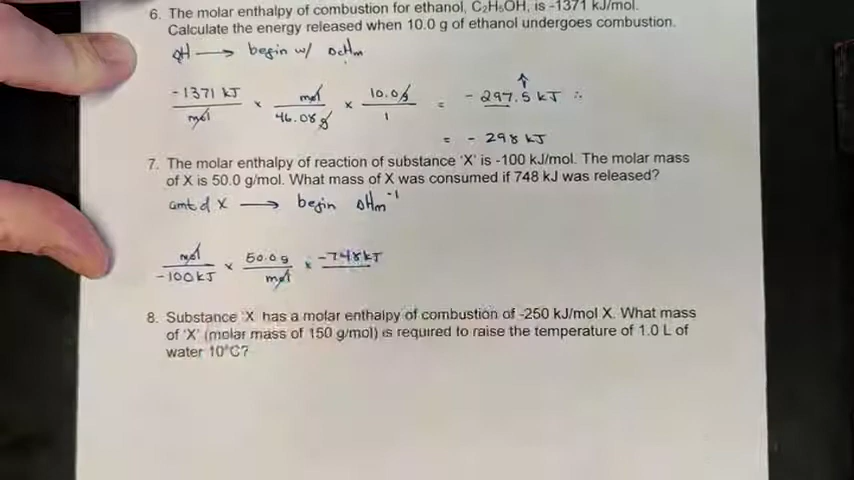 6. The molar enthalpy of combustion for ethanol, C₂H₅OH, is -1371 kJ/mol.
Calculate the energy released when 10.0 g of ethanol undergoes combustion.
qH → begin w/ ΔcHm
-1371 kJ / mol × mol / 46.08g × 10.0g / 1 = - 297.5 kJ ∴
= - 298 kJ
7. The molar enthalpy of reaction of substance 'X' is -100 kJ/mol. The molar mass
of X is 50.0 g/mol. What mass of X was consumed if 748 kJ was released?
amt of X → begin ΔHm⁻¹
mol / -100 kJ × 50.0g / mol × -748 kJ
8. Substance 'X' has a molar enthalpy of combustion of -250 kJ/mol X. What mass
of 'X' (molar mass of 150 g/mol) is required to raise the temperature of 1.0 L of
water 10°C?